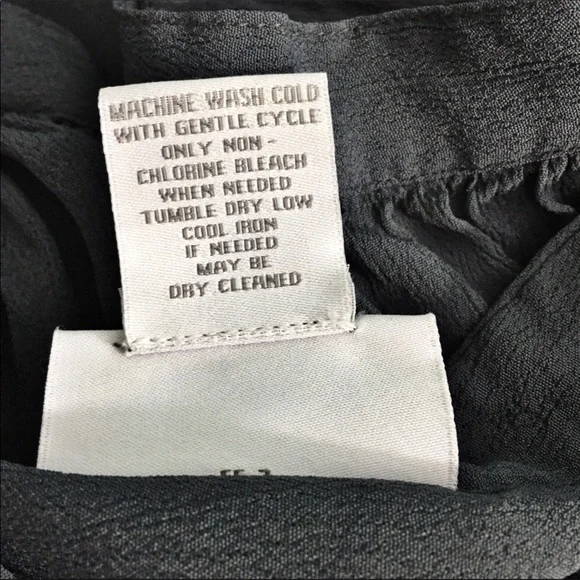 MACHINE WASH COLD
WITH GENTLE CYCLE
ONLY NON -
CHLORINE BLEACH
WHEN NEEDED
TUMBLE DRY LOW
COOL IRON
IF NEEDED
MAY BE
DRY CLEANED